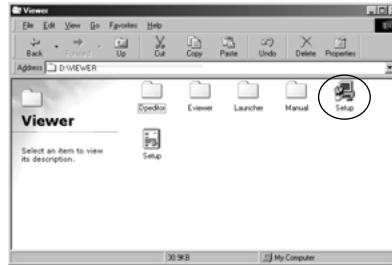 Viewer
File Edit View Go Favorites Help
Back Forward Up Cut Copy Paste Undo Delete Properties
Address D:\VIEWER
Viewer
Select an item to view
its description.
Dpeditor Eviewer Launcher Manual Setup
Setup
30.9KB My Computer